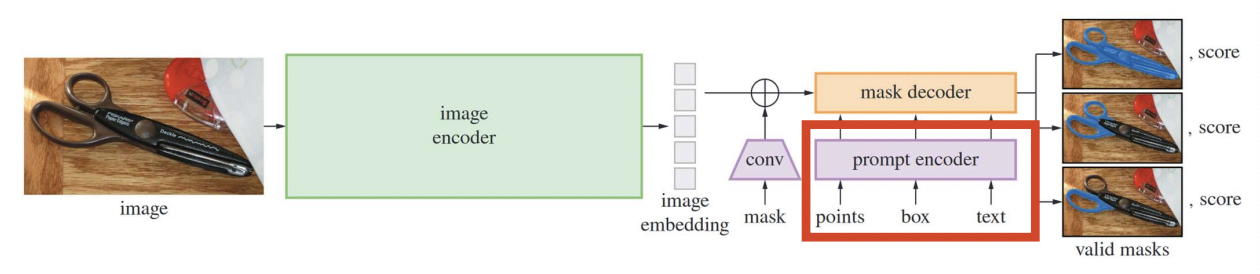 image
image
encoder
image
embedding
mask
conv
mask decoder
prompt encoder
points
box
text
, score
, score
, score
valid masks